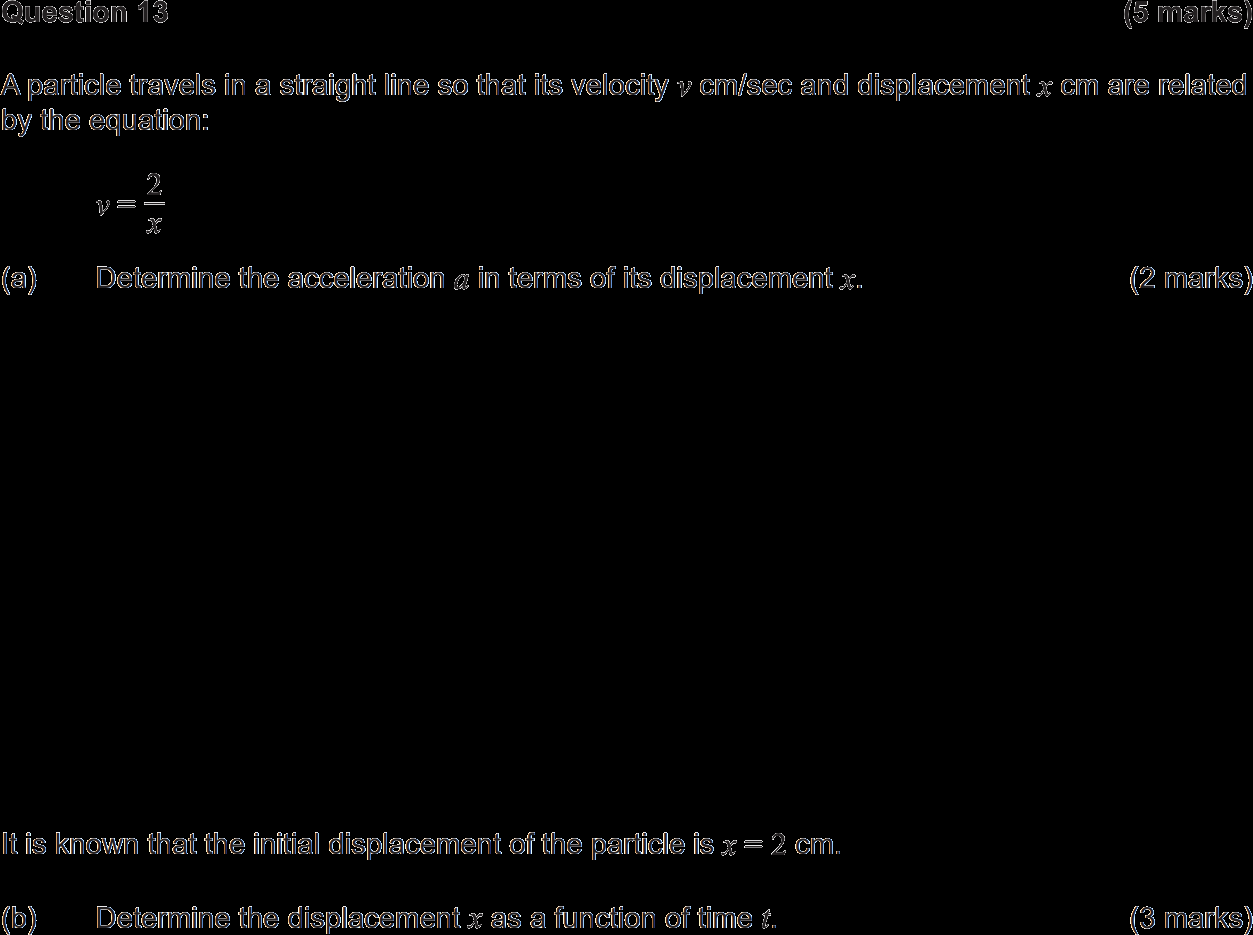 Question 13 (5 marks)
A particle travels in a straight line so that its velocity v cm/sec and displacement x cm are related
by the equation:
v = 2/x
(a) Determine the acceleration a in terms of its displacement x. (2 marks)
It is known that the initial displacement of the particle is x = 2 cm.
(b) Determine the displacement x as a function of time t. (3 marks)